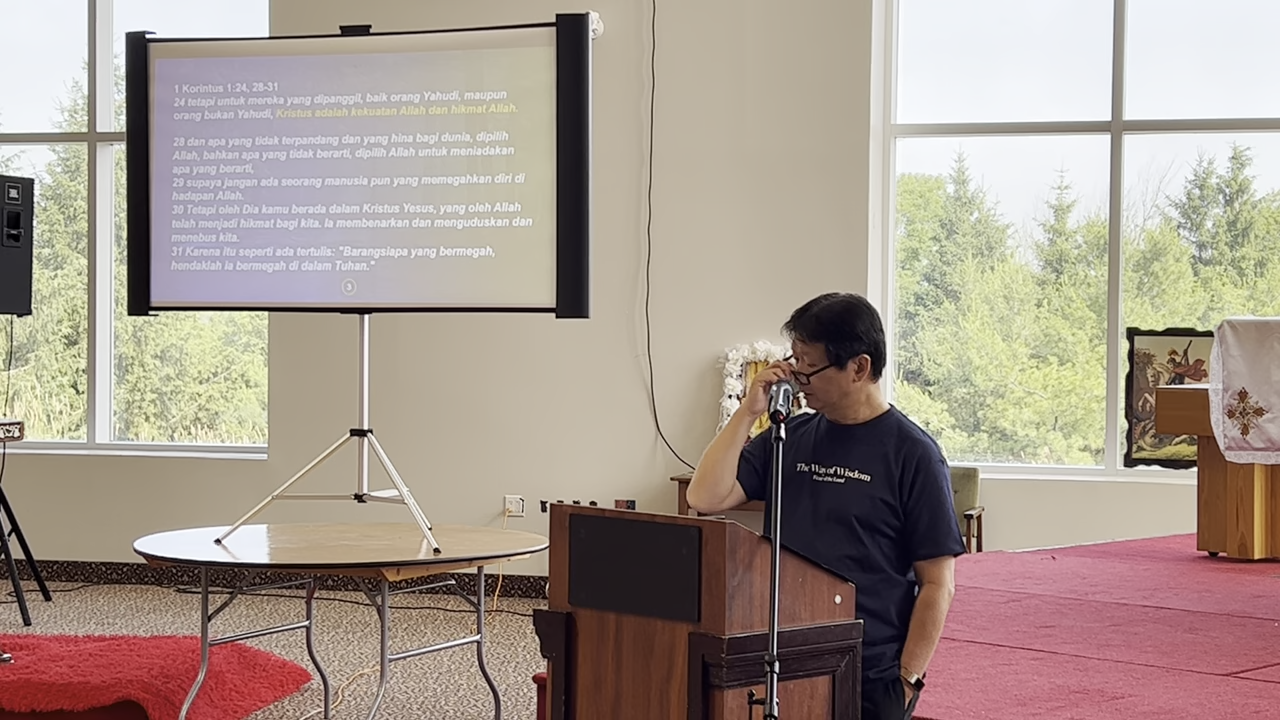 1 Korintus 1:24, 28-31
24 tetapi untuk mereka yang dipanggil, baik orang Yahudi, maupun
orang bukan Yahudi, Kristus adalah kekuatan Allah dan hikmat Allah.
28 dan apa yang tidak terpandang dan yang hina bagi dunia, dipilih
Allah, bahkan apa yang tidak berarti, dipilih Allah untuk meniadakan
apa yang berarti,
29 supaya jangan ada seorang manusia pun yang memegahkan diri di
hadapan Allah.
30 Tetapi oleh Dia kamu berada dalam Kristus Yesus, yang oleh Allah
telah menjadi hikmat bagi kita. Ia membenarkan dan menguduskan dan
menebus kita.
31 Karena itu seperti ada tertulis: "Barangsiapa yang bermegah,
hendaklah ia bermegah di dalam Tuhan."
3
JBL
The Way of Wisdom